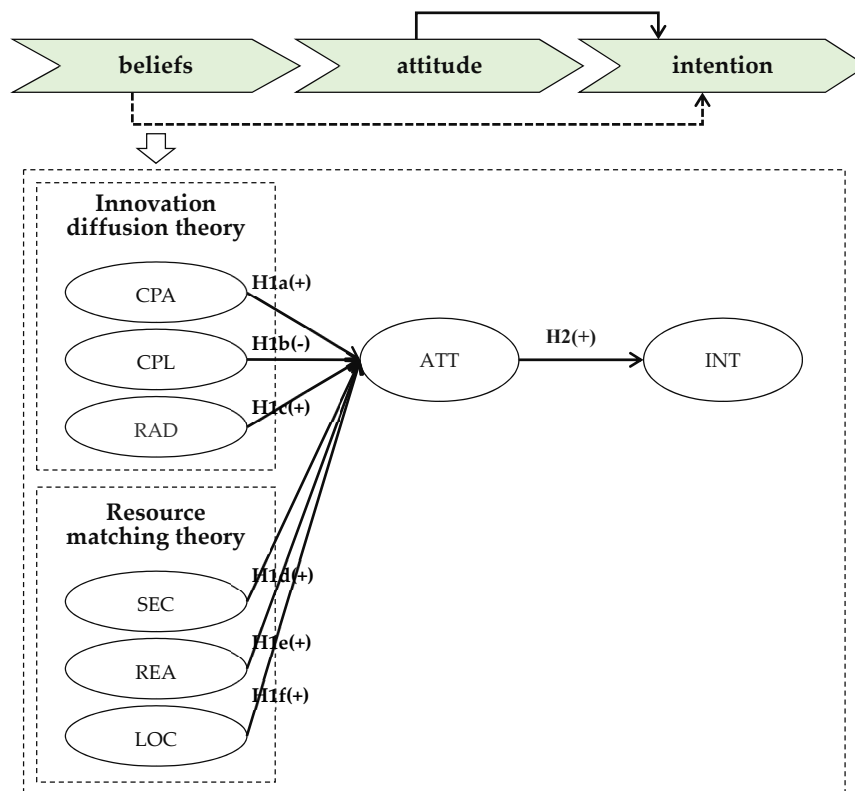 beliefs
attitude
intention
Innovation
diffusion theory
CPA
H1a(+)
CPL
H1b(-)
RAD
H1c(+)
ATT
H2(+)
INT
Resource
matching theory
SEC
H1d(+)
REA
H1e(+)
LOC
H1f(+)